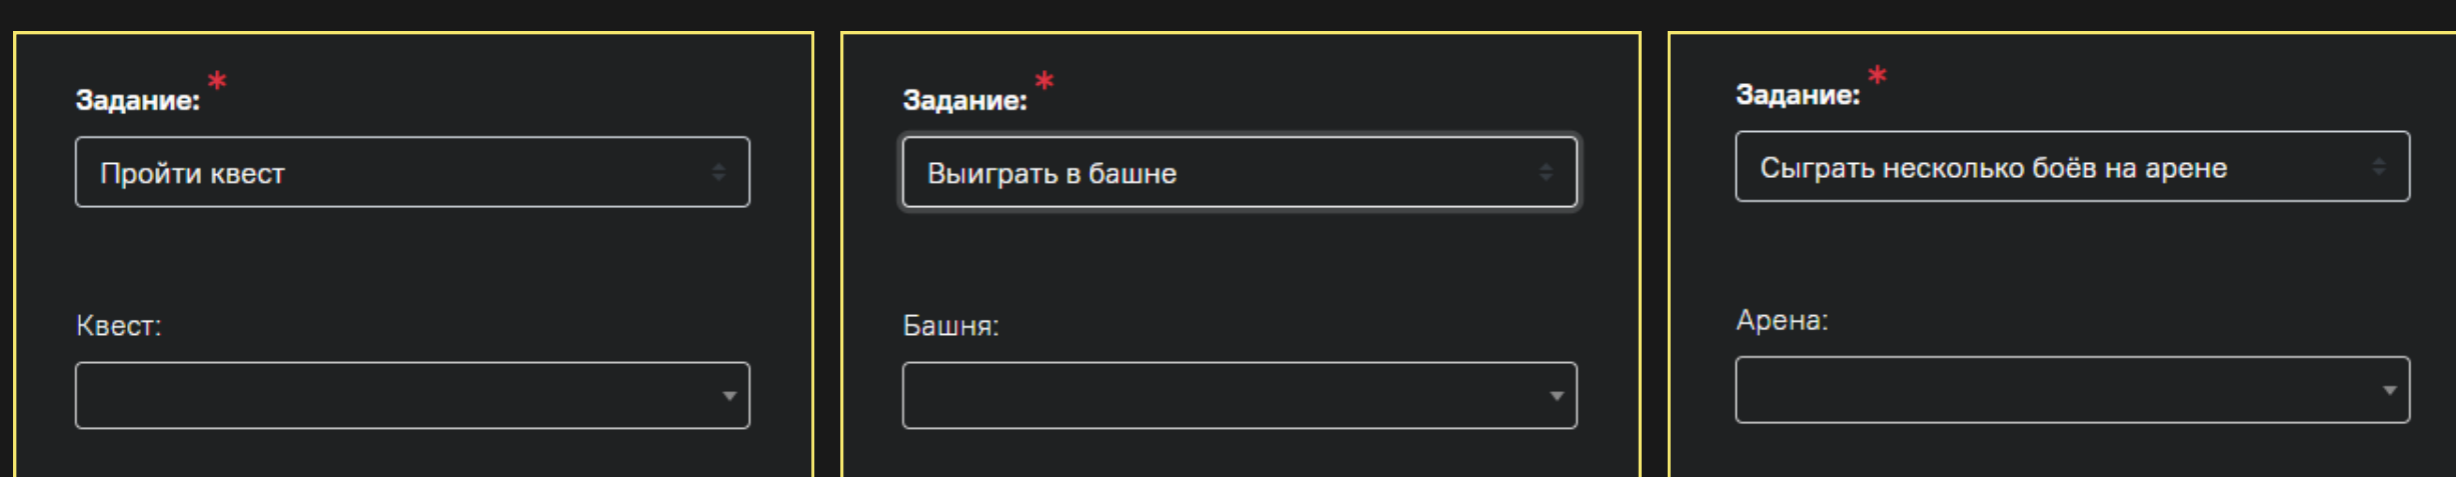 Задание: *
Пройти квест
Квест:
Задание: *
Выиграть в башне
Башня:
Задание: *
Сыграть несколько боёв на арене
Арена: